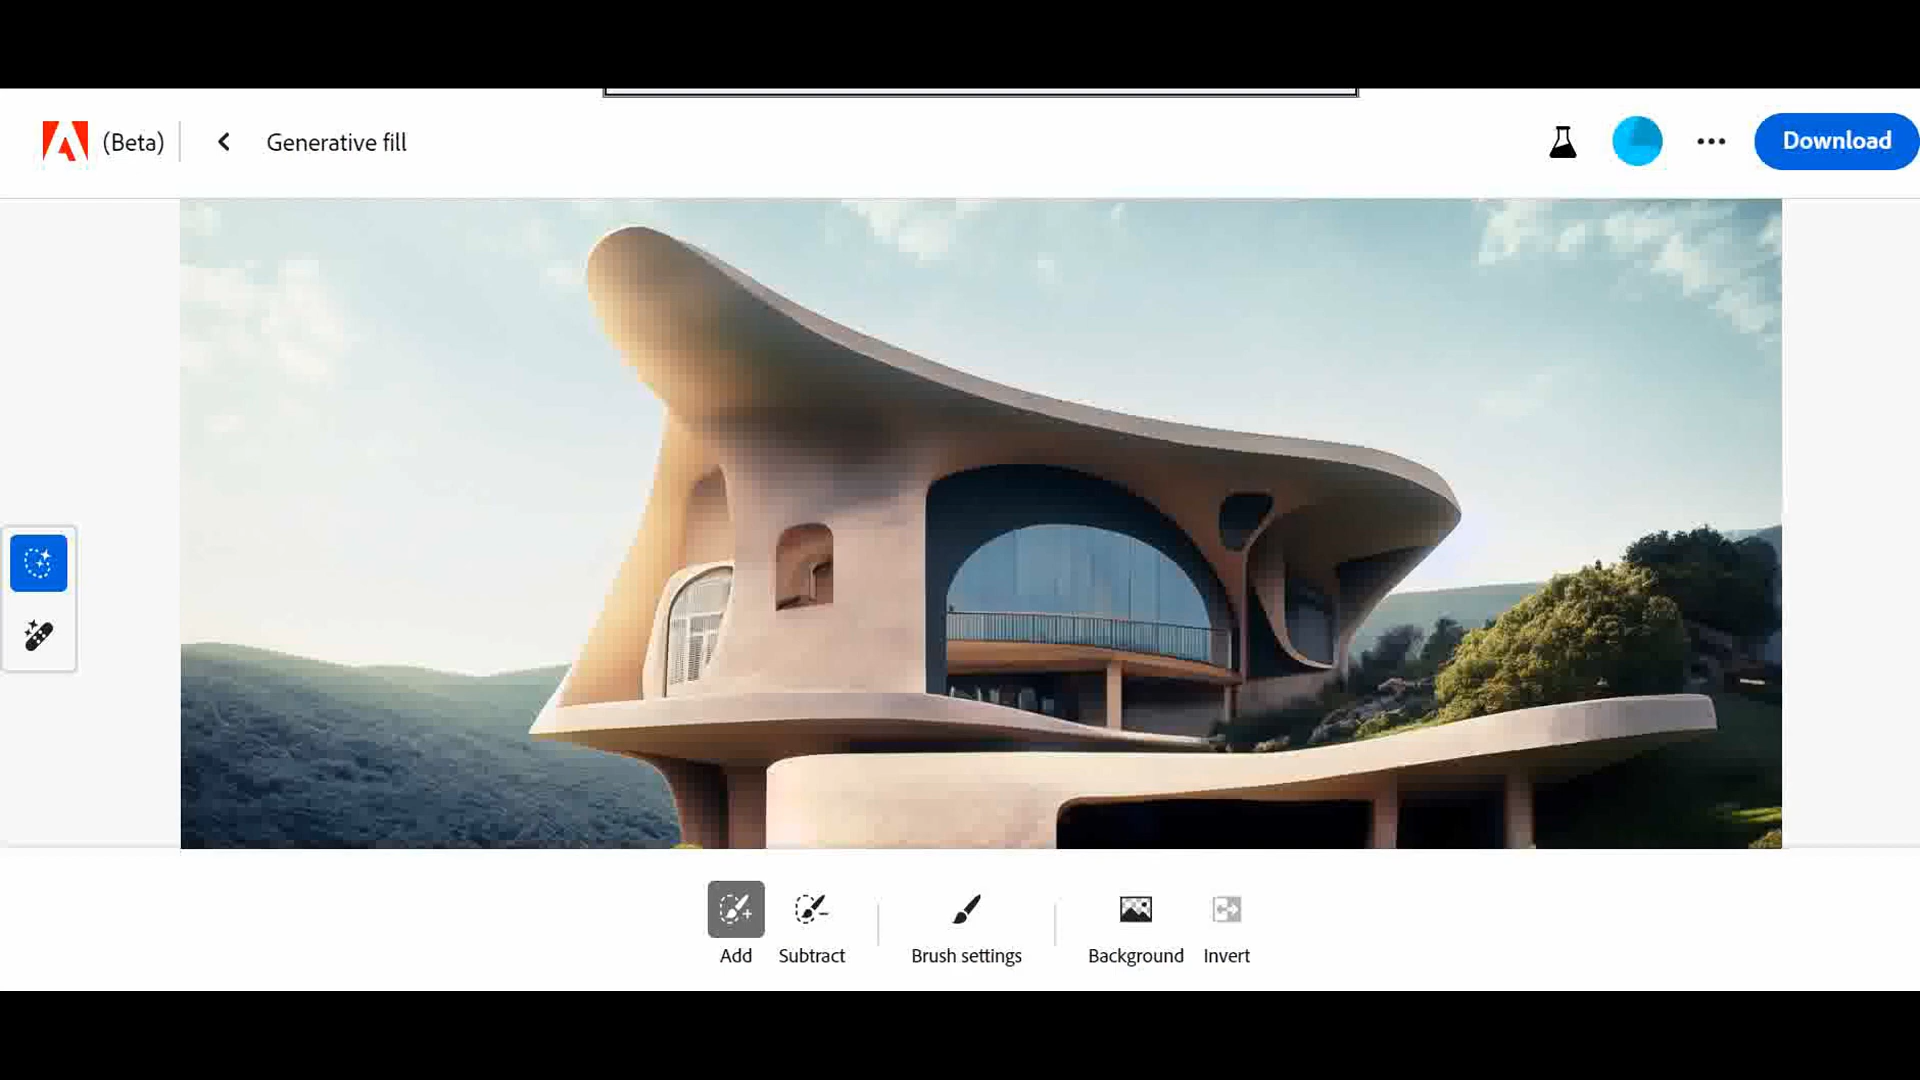 (Beta)
Generative fill
Download
Add
Subtract
Brush settings
Background
Invert